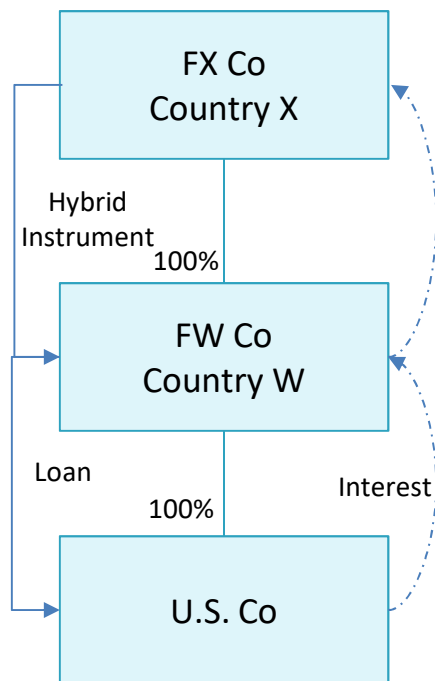 FX Co
Country X
Hybrid
Instrument
100%
FW Co
Country W
Loan
100%
Interest
U.S. Co